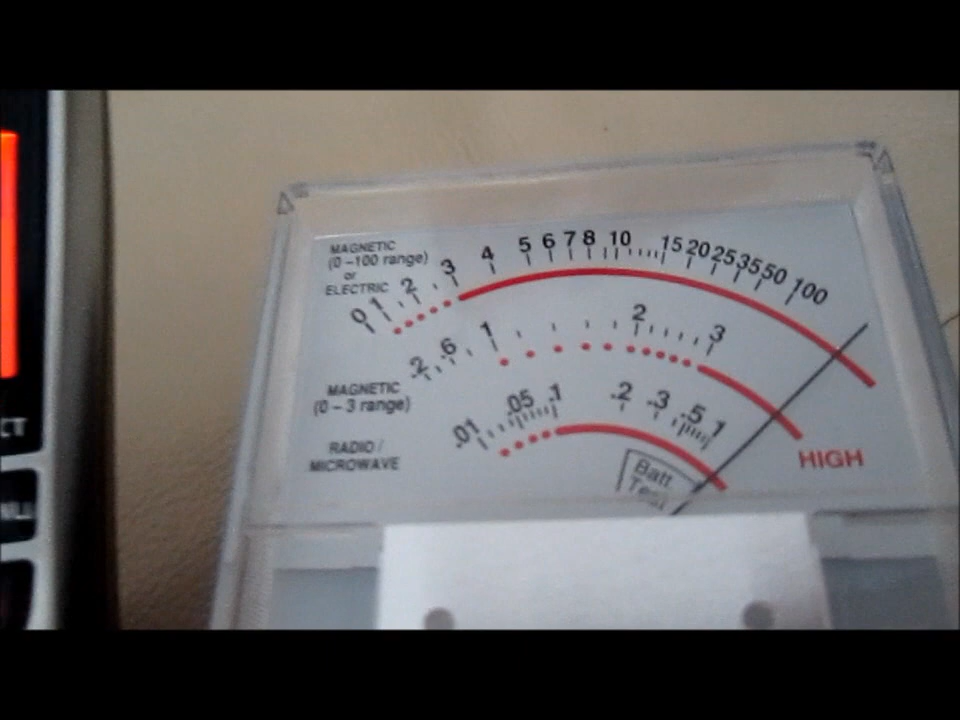 MAGNETIC
(0 – 100 range)
or
ELECTRIC
0 1 2 3 4 5 6 7 8 10 15 20 25 35 50 100
.2 .6 1 2 3
MAGNETIC
(0 – 3 range)
.01 .05 .1 .2 .3 .5 1
RADIO /
MICROWAVE
HIGH
Batt
Test
CT